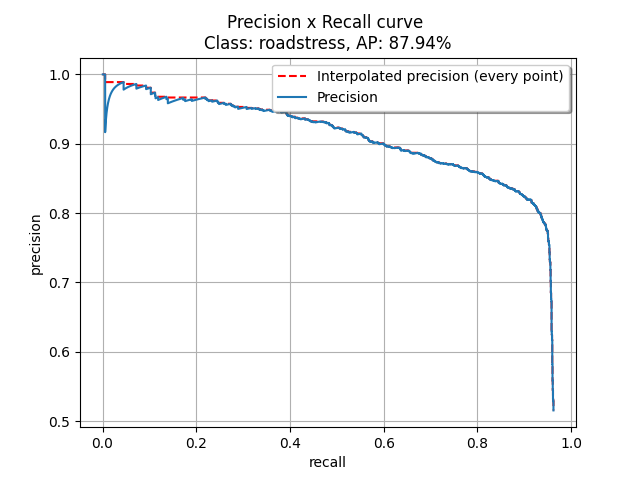 Precision x Recall curve
Class: roadstress, AP: 87.94%
Interpolated precision (every point)
Precision
1.0
0.9
0.8
0.7
0.6
0.5
precision
0.0 0.2 0.4 0.6 0.8 1.0
recall